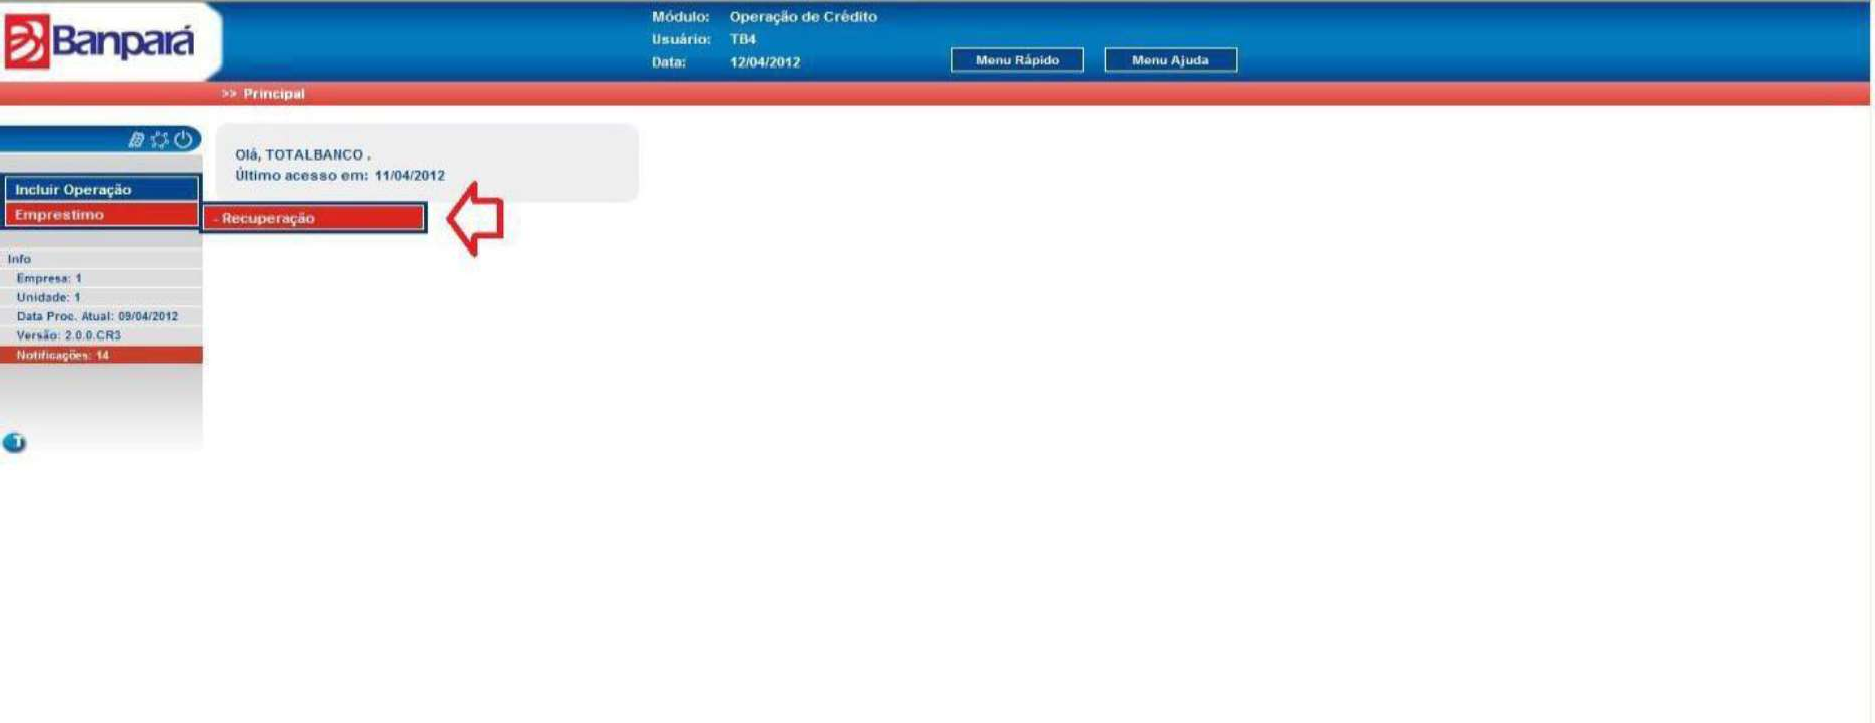 Banpará
Módulo: Operação de Crédito
Usuário: TB4
Data: 12/04/2012
Menu Rápido
Menu Ajuda
>> Principal
Olá, TOTALBANCO .
Último acesso em: 11/04/2012
Incluir Operação
Emprestimo
- Recuperação
Info
Empresa: 1
Unidade: 1
Data Proc. Atual: 09/04/2012
Versão: 2.0.0.CR3
Notificações: 14
T